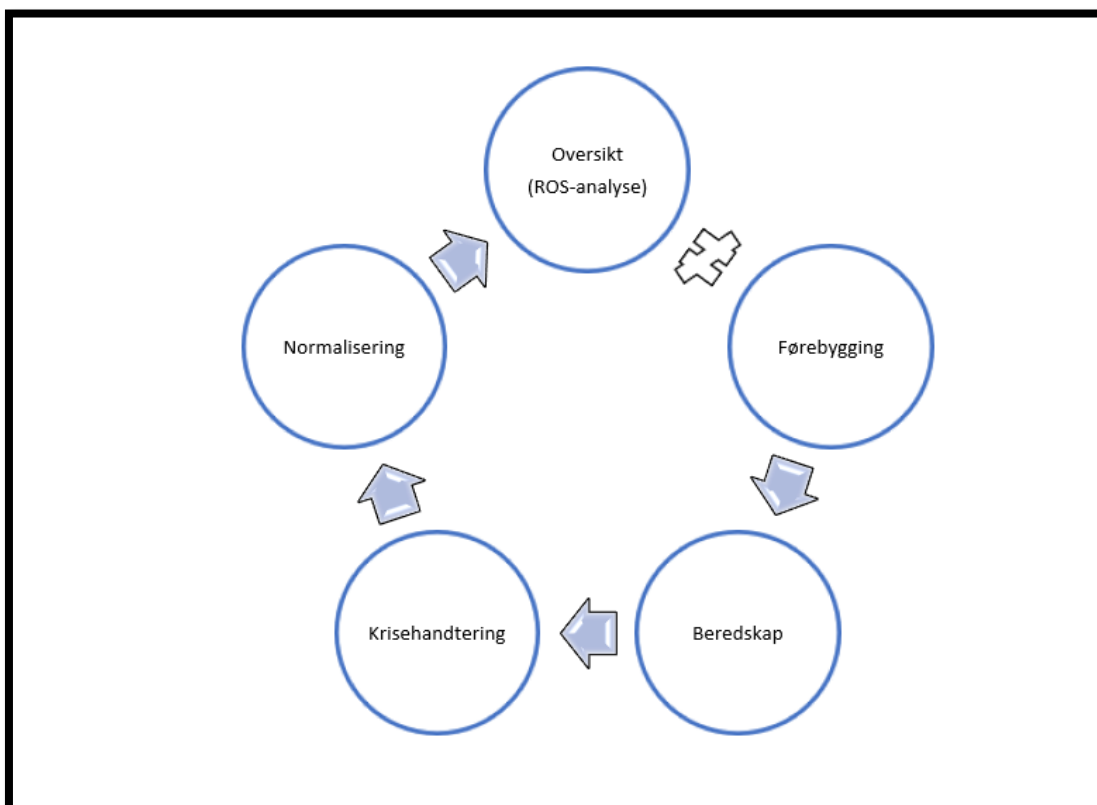 Oversikt
(ROS-analyse)
Førebygging
Beredskap
Krisehandtering
Normalisering